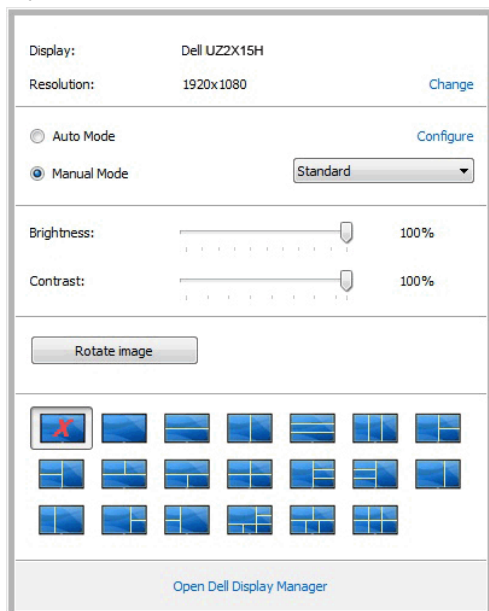 Display: Dell UZ2X15H
Resolution: 1920x1080 Change
Auto Mode Configure
Manual Mode Standard
Brightness: 100%
Contrast: 100%
Rotate image
Open Dell Display Manager